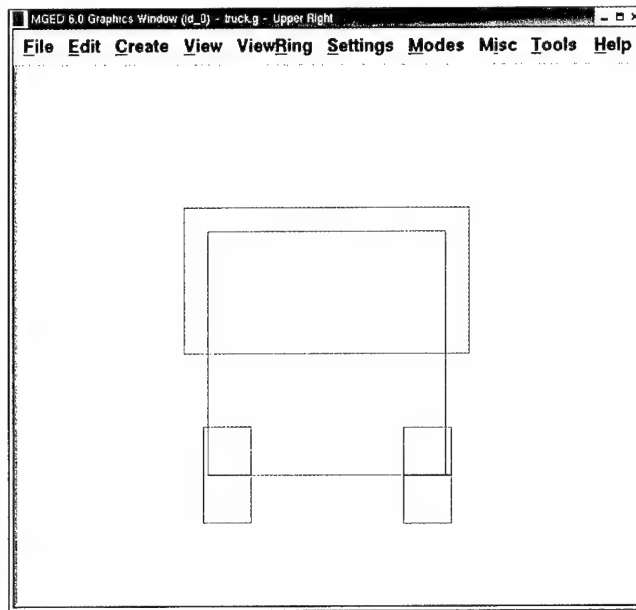 MGED 6.0 Graphics Window (id_0) - truck.g - Upper Right
File Edit Create View ViewRing Settings Modes Misc Tools Help